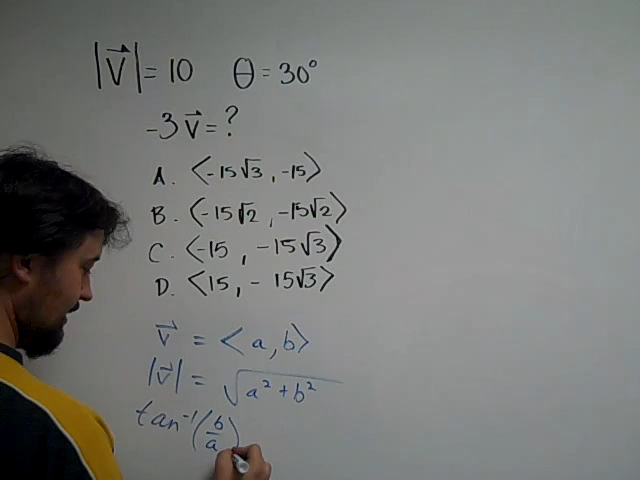 |v⃗| = 10 θ = 30°
-3v⃗ = ?
A. ⟨-15√3, -15⟩
B. ⟨-15√2, -15√2⟩
C. ⟨-15, -15√3⟩
D. ⟨15, -15√3⟩
v⃗ = ⟨a, b⟩
|v⃗| = √(a² + b²)
tan⁻¹(b/a)